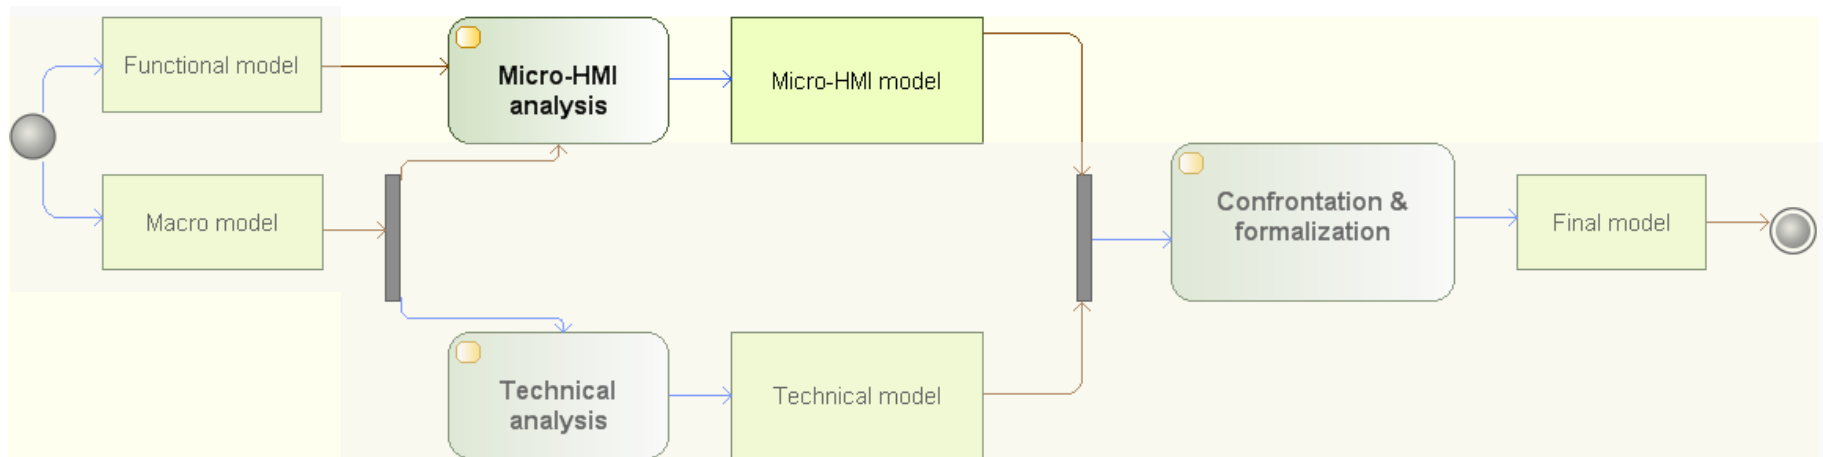 Functional model
Micro-HMI
analysis
Micro-HMI model
Macro model
Confrontation &
formalization
Final model
Technical
analysis
Technical model